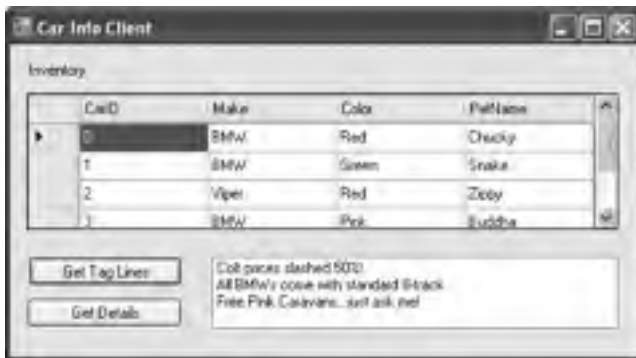 Car Info Client
Inventory
CarID Make Color PetName
0 BMW Red Chucky
1 BMW Green Snake
2 Viper Red Zippy
3 BMW Pink Buddha
Get Tag Lines
Get Details
Colt prices slashed 50%!
All BMW's come with standard 8-track
Free Pink Caravans...just ask me!